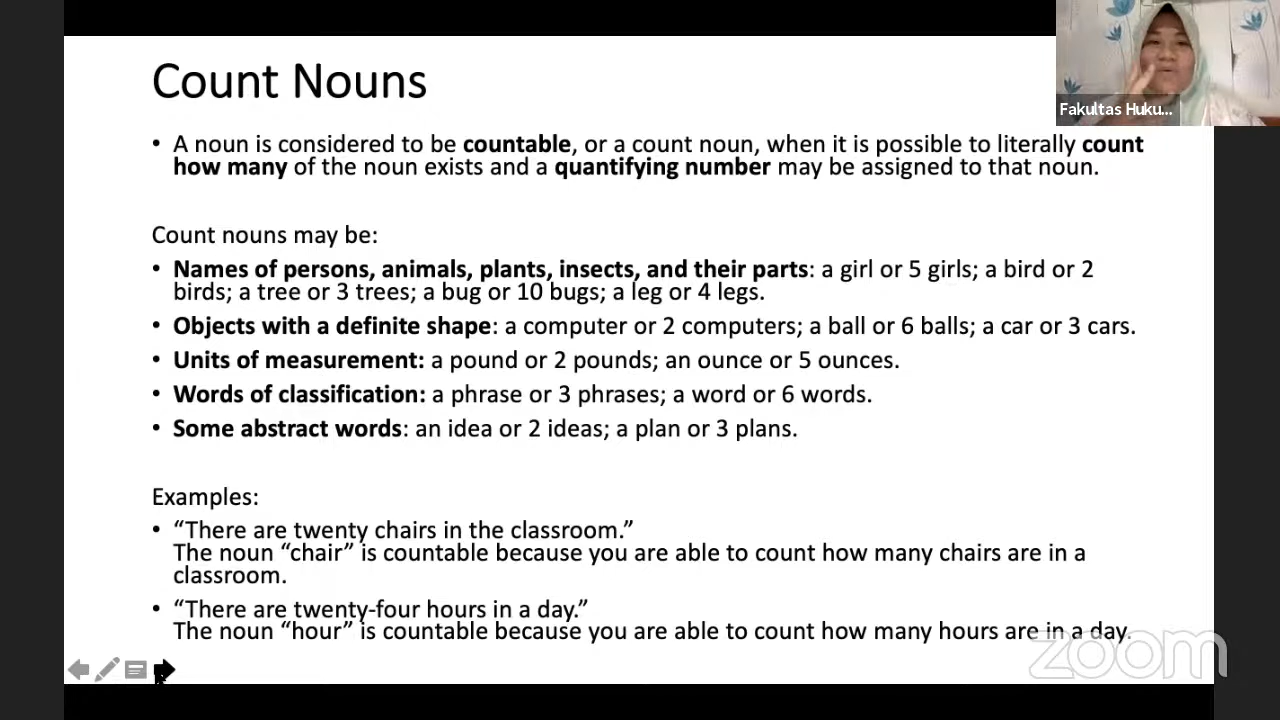 Count Nouns
Fakultas Huku...
• A noun is considered to be countable, or a count noun, when it is possible to literally count
how many of the noun exists and a quantifying number may be assigned to that noun.
Count nouns may be:
• Names of persons, animals, plants, insects, and their parts: a girl or 5 girls; a bird or 2
birds; a tree or 3 trees; a bug or 10 bugs; a leg or 4 legs.
• Objects with a definite shape: a computer or 2 computers; a ball or 6 balls; a car or 3 cars.
• Units of measurement: a pound or 2 pounds; an ounce or 5 ounces.
• Words of classification: a phrase or 3 phrases; a word or 6 words.
• Some abstract words: an idea or 2 ideas; a plan or 3 plans.
Examples:
• “There are twenty chairs in the classroom.”
The noun “chair” is countable because you are able to count how many chairs are in a
classroom.
• “There are twenty-four hours in a day.”
The noun “hour” is countable because you are able to count how many hours are in a day.
zoom